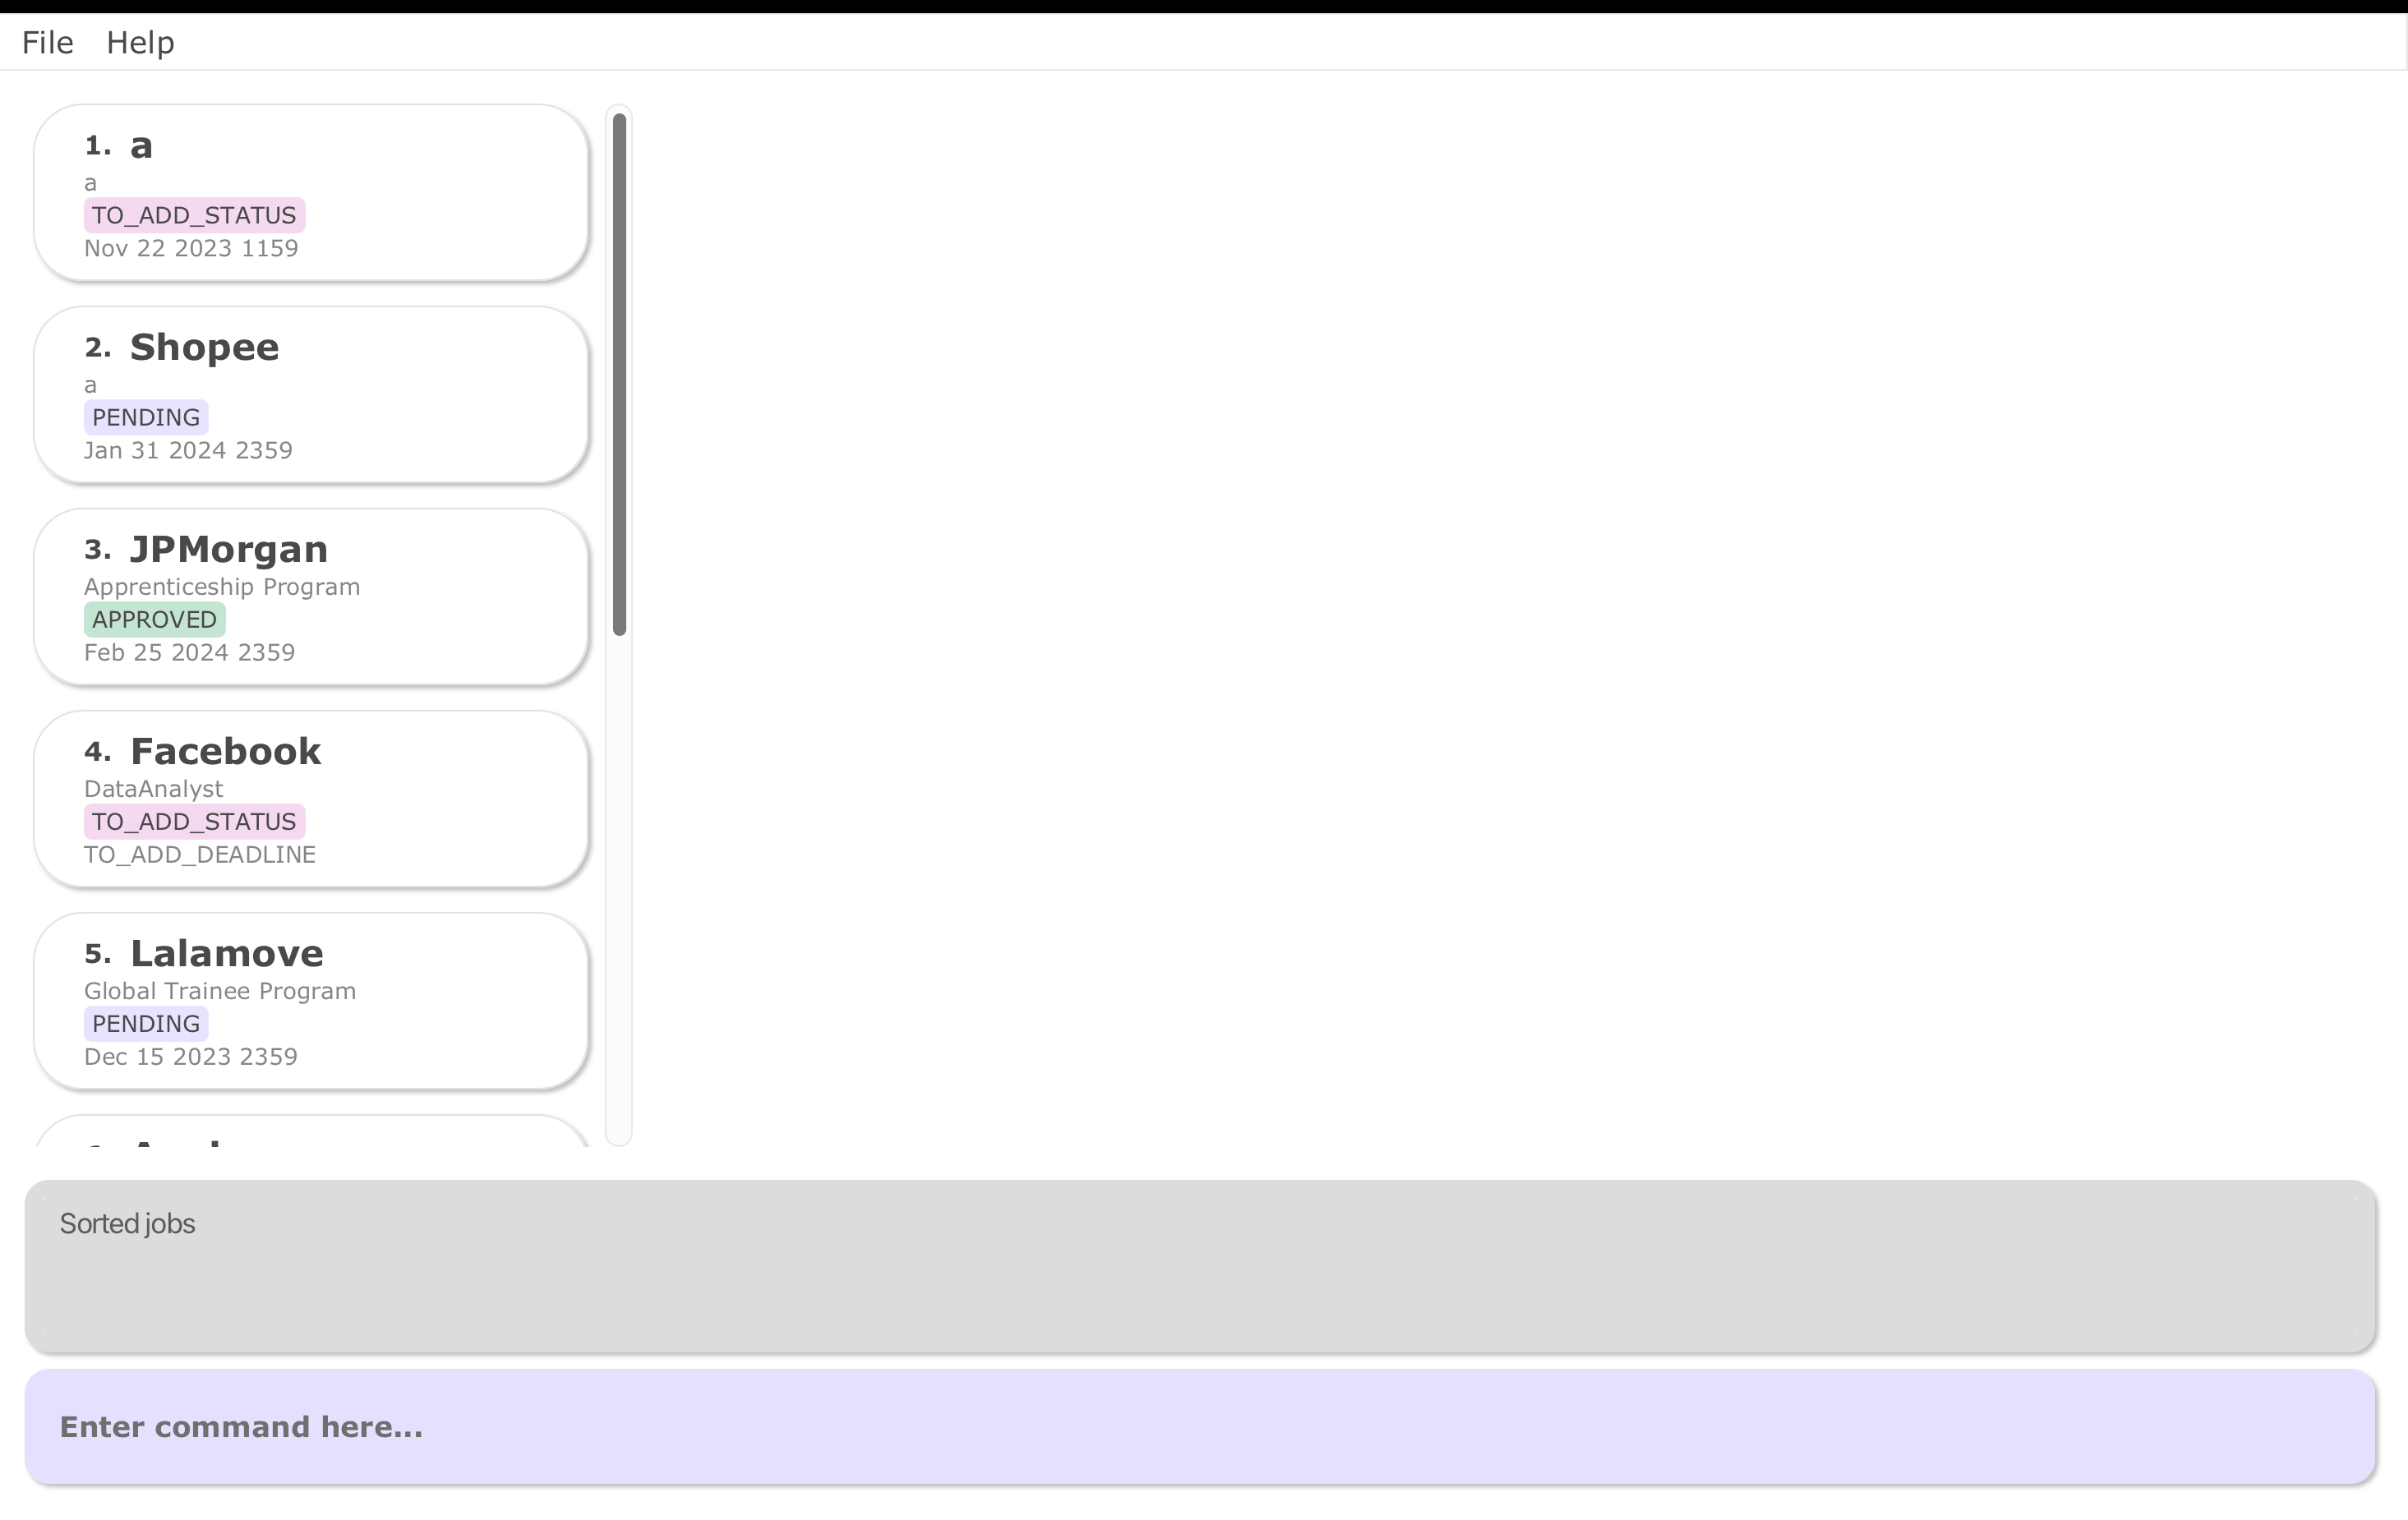 File Help
1. a
a
TO_ADD_STATUS
Nov 22 2023 1159
2. Shopee
a
PENDING
Jan 31 2024 2359
3. JPMorgan
Apprenticeship Program
APPROVED
Feb 25 2024 2359
4. Facebook
DataAnalyst
TO_ADD_STATUS
TO_ADD_DEADLINE
5. Lalamove
Global Trainee Program
PENDING
Dec 15 2023 2359
Sorted jobs
Enter command here...